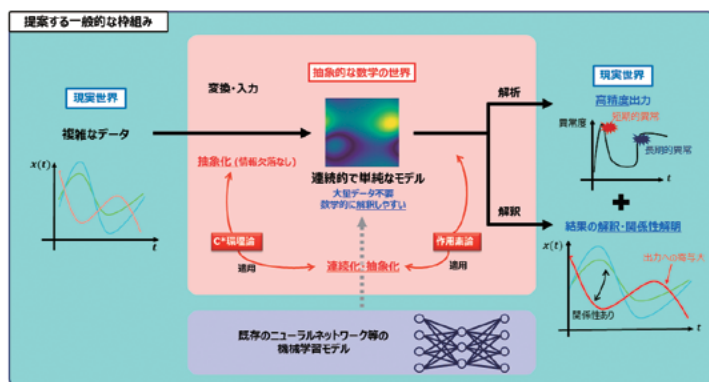 提案する一般的な枠組み
現実世界
複雑なデータ
x(t)
t
変換・入力
抽象的な数学の世界
抽象化(情報欠落なし)
連続的で単純なモデル
大量データ不要
数学的に解釈しやすい
C*環論
適用
連続化・抽象化
作用素論
適用
既存のニューラルネットワーク等の
機械学習モデル
解析
解釈
現実世界
高精度出力
異常度
短期的異常
長期的異常
t
結果の解釈・関係性解明
x(t)
出力への寄与大
関係性あり
t